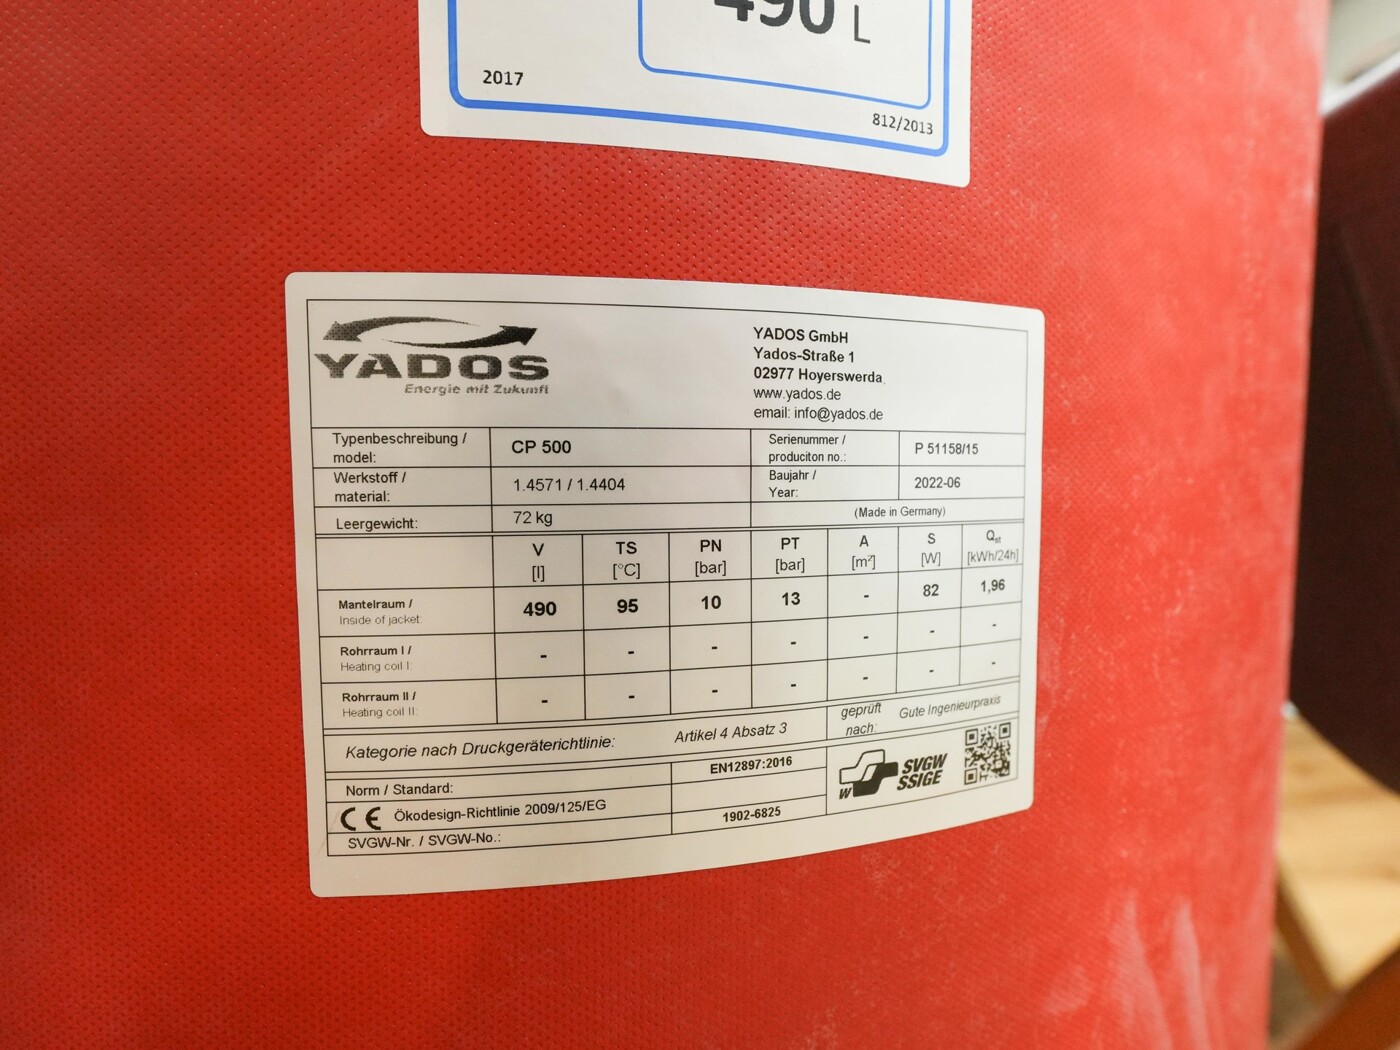 490 L
2017
812/2013
YADOS
Energie mit Zukunft
YADOS GmbH
Yados-Straße 1
02977 Hoyerswerda
www.yados.de
email: info@yados.de
Typenbeschreibung /
model:
CP 500
Serienummer /
produciton no.:
P 51158/15
Werkstoff /
material:
1.4571 / 1.4404
Baujahr /
Year:
2022-06
Leergewicht:
72 kg
(Made in Germany)
V
[l]
TS
[°C]
PN
[bar]
PT
[bar]
A
[m²]
S
[W]
Qst
[kWh/24h]
Mantelraum /
Inside of jacket:
490 95 10 13 - 82 1,96
Rohrraum I /
Heating coil I:
- - - - - - -
Rohrraum II /
Heating coil II:
- - - - - - -
Kategorie nach Druckgeräterichtlinie:
Artikel 4 Absatz 3
geprüft
nach:
Gute Ingenieurpraxis
Norm / Standard:
EN12897:2016
CE Ökodesign-Richtlinie 2009/125/EG
SVGW-Nr. / SVGW-No.:
1902-6825
W
SVGW
SSIGE